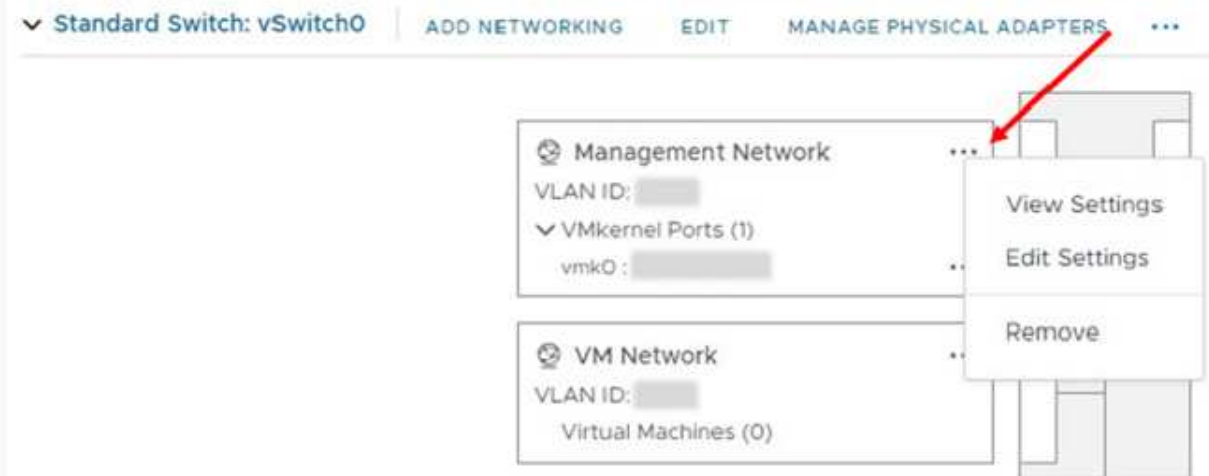 Standard Switch: vSwitch0 ADD NETWORKING EDIT MANAGE PHYSICAL ADAPTERS ...
Management Network ...
VLAN ID:
VMkernel Ports (1)
vmk0 :
View Settings
Edit Settings
Remove
VM Network
VLAN ID:
Virtual Machines (0)